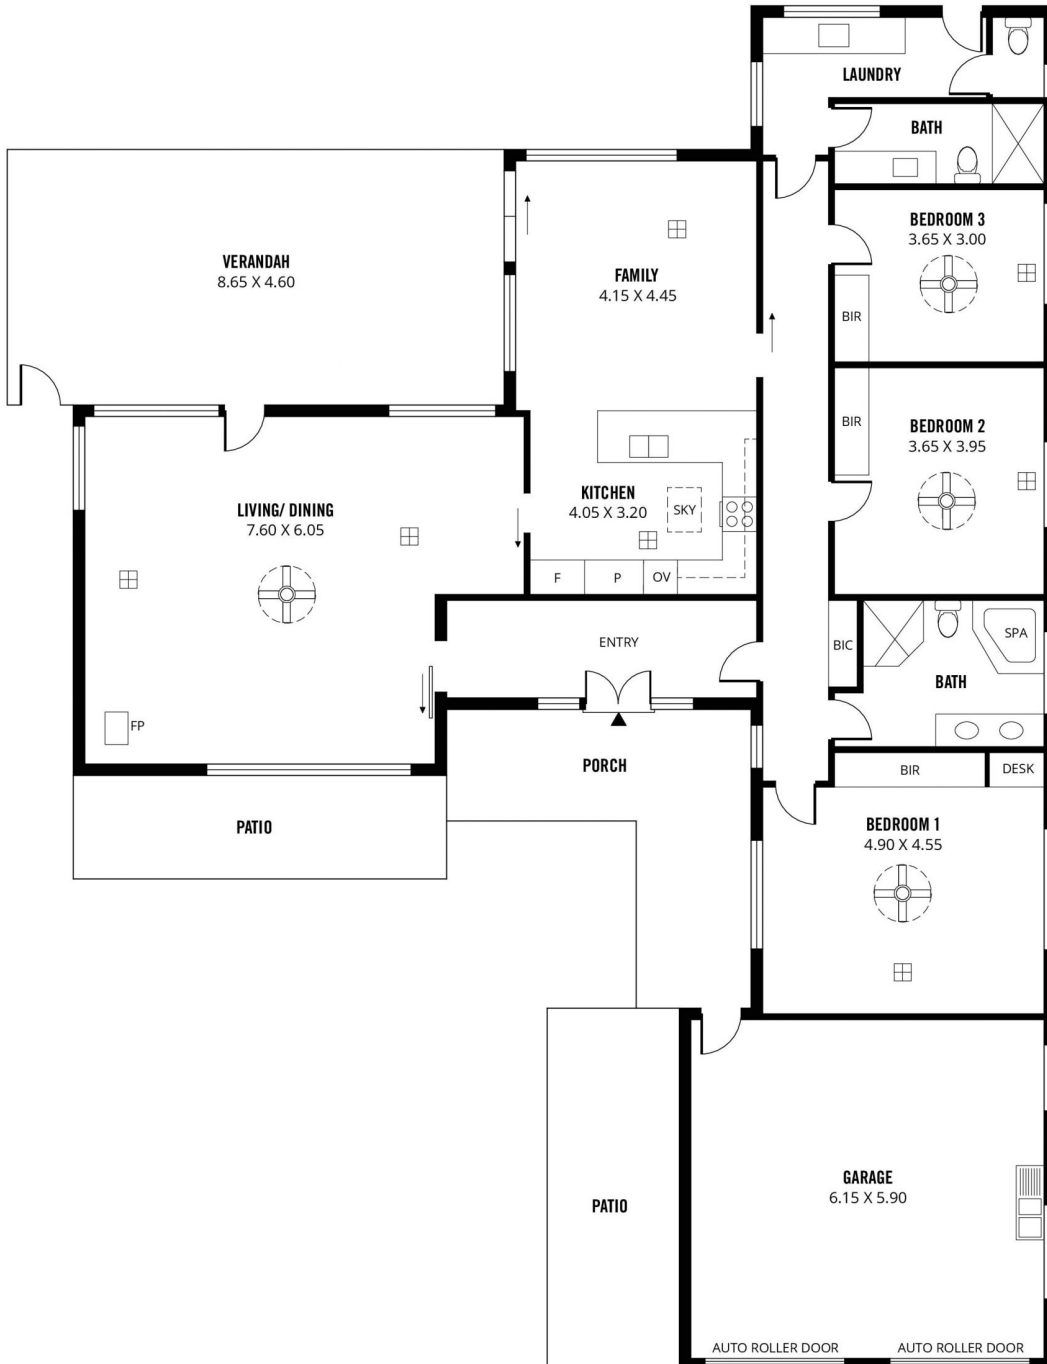 LAUNDRY
BATH
BEDROOM 3
3.65 X 3.00
BIR
VERANDAH
8.65 X 4.60
FAMILY
4.15 X 4.45
BIR
BEDROOM 2
3.65 X 3.95
LIVING/ DINING
7.60 X 6.05
KITCHEN
4.05 X 3.20
SKY
F
P
OV
ENTRY
BIC
SPA
BATH
FP
PORCH
BIR
DESK
PATIO
BEDROOM 1
4.90 X 4.55
GARAGE
6.15 X 5.90
PATIO
AUTO ROLLER DOOR
AUTO ROLLER DOOR